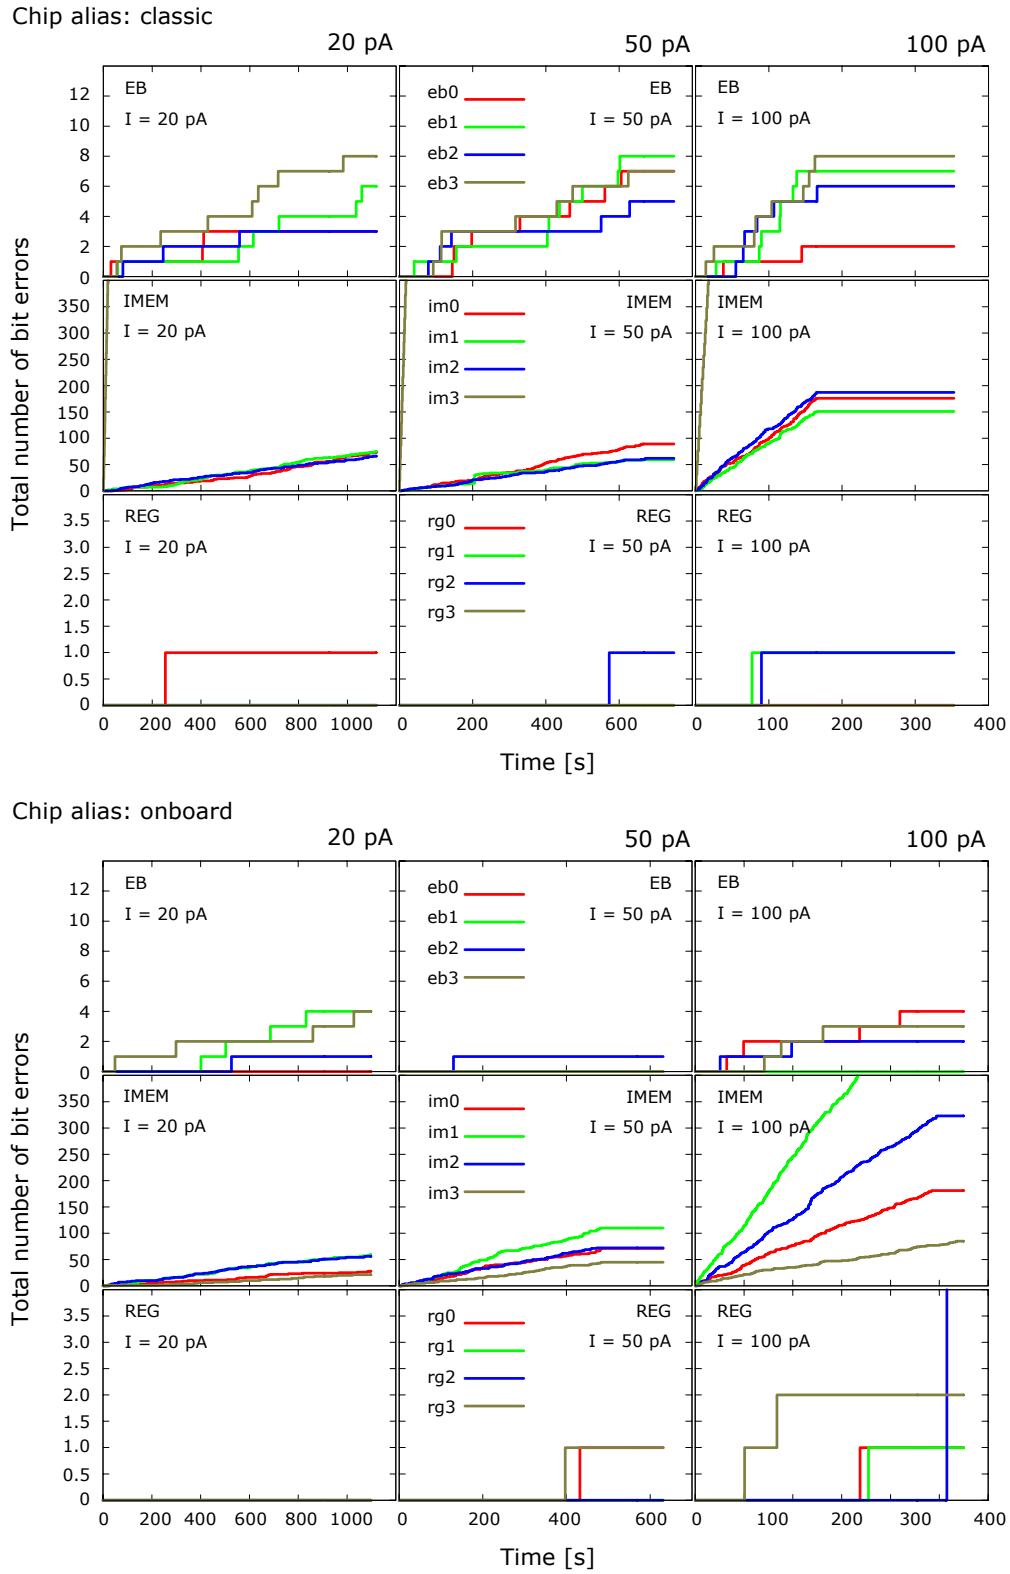 Chip alias: classic
20 pA 50 pA 100 pA
EB
I = 20 pA
eb0
eb1
eb2
eb3
EB
I = 50 pA
EB
I = 100 pA
12
10
8
6
4
2
0
IMEM
I = 20 pA
im0
im1
im2
im3
IMEM
I = 50 pA
IMEM
I = 100 pA
350
300
250
200
150
100
50
0
REG
I = 20 pA
rg0
rg1
rg2
rg3
REG
I = 50 pA
REG
I = 100 pA
3.5
3.0
2.5
2.0
1.5
1.0
0.5
0
Total number of bit errors
0 200 400 600 800 1000 0 200 400 600 0 100 200 300 400
Time [s]
Chip alias: onboard
20 pA 50 pA 100 pA
EB
I = 20 pA
eb0
eb1
eb2
eb3
EB
I = 50 pA
EB
I = 100 pA
12
10
8
6
4
2
0
IMEM
I = 20 pA
im0
im1
im2
im3
IMEM
I = 50 pA
IMEM
I = 100 pA
350
300
250
200
150
100
50
0
REG
I = 20 pA
rg0
rg1
rg2
rg3
REG
I = 50 pA
REG
I = 100 pA
3.5
3.0
2.5
2.0
1.5
1.0
0.5
0
Total number of bit errors
0 200 400 600 800 1000 0 200 400 600 0 100 200 300 400
Time [s]